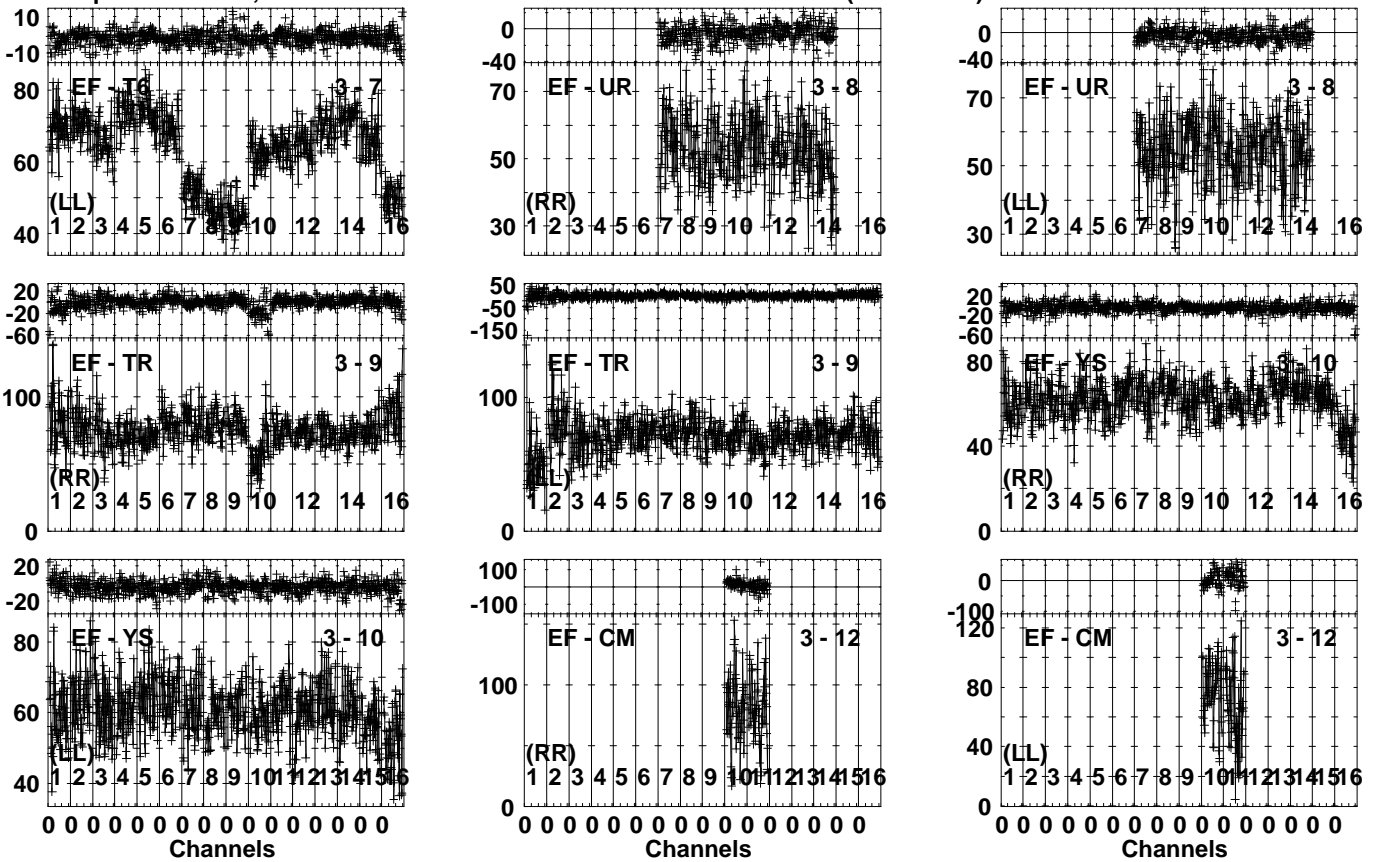 10
-10
80 EF - T6 3 - 7
60
(LL)
1 2 3 4 5 6 7 8 9 10 12 14 16
40
0
-40
70 EF - UR 3 - 8
50
(RR)
30 1 2 3 4 5 6 7 8 9 10 12 14 16
0
-40
70 EF - UR 3 - 8
50
(LL)
30 1 2 3 4 5 6 7 8 9 10 12 14 16
20
-20
-60
EF - TR 3 - 9
100
(RR)
1 2 3 4 5 6 7 8 9 10 12 14 16
0
50
-50
-150
EF - TR 3 - 9
100
(LL)
1 2 3 4 5 6 7 8 9 10 12 14 16
0
20
-20
-60
80 EF - YS 3 - 10
40
(RR)
1 2 3 4 5 6 7 8 9 10 12 14 16
0
20
-20
80 EF - YS 3 - 10
60
(LL)
40 1 2 3 4 5 6 7 8 9 10 11 12 13 14 15 16
0 0 0 0 0 0 0 0 0 0 0 0 0 0 0 0
Channels
100
-100
EF - CM 3 - 12
100
(RR)
1 2 3 4 5 6 7 8 9 10 11 12 13 14 15 16
0
0 0 0 0 0 0 0 0 0 0 0 0 0 0 0 0
Channels
0
-100
120 EF - CM 3 - 12
80
40 (LL)
1 2 3 4 5 6 7 8 9 10 11 12 13 14 15 16
0
0 0 0 0 0 0 0 0 0 0 0 0 0 0 0 0
Channels